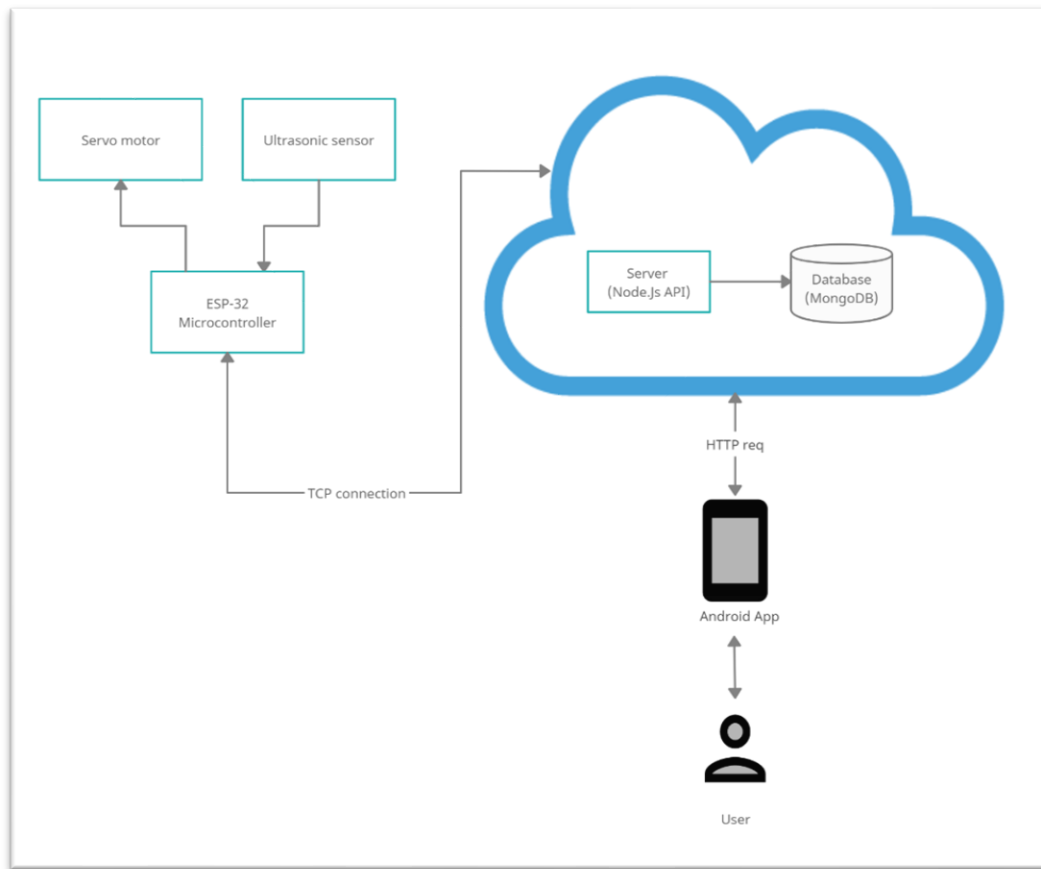 Servo motor
Ultrasonic sensor
ESP-32
Microcontroller
Server
(Node.Js API)
Database
(MongoDB)
HTTP req
TCP connection
Android App
User